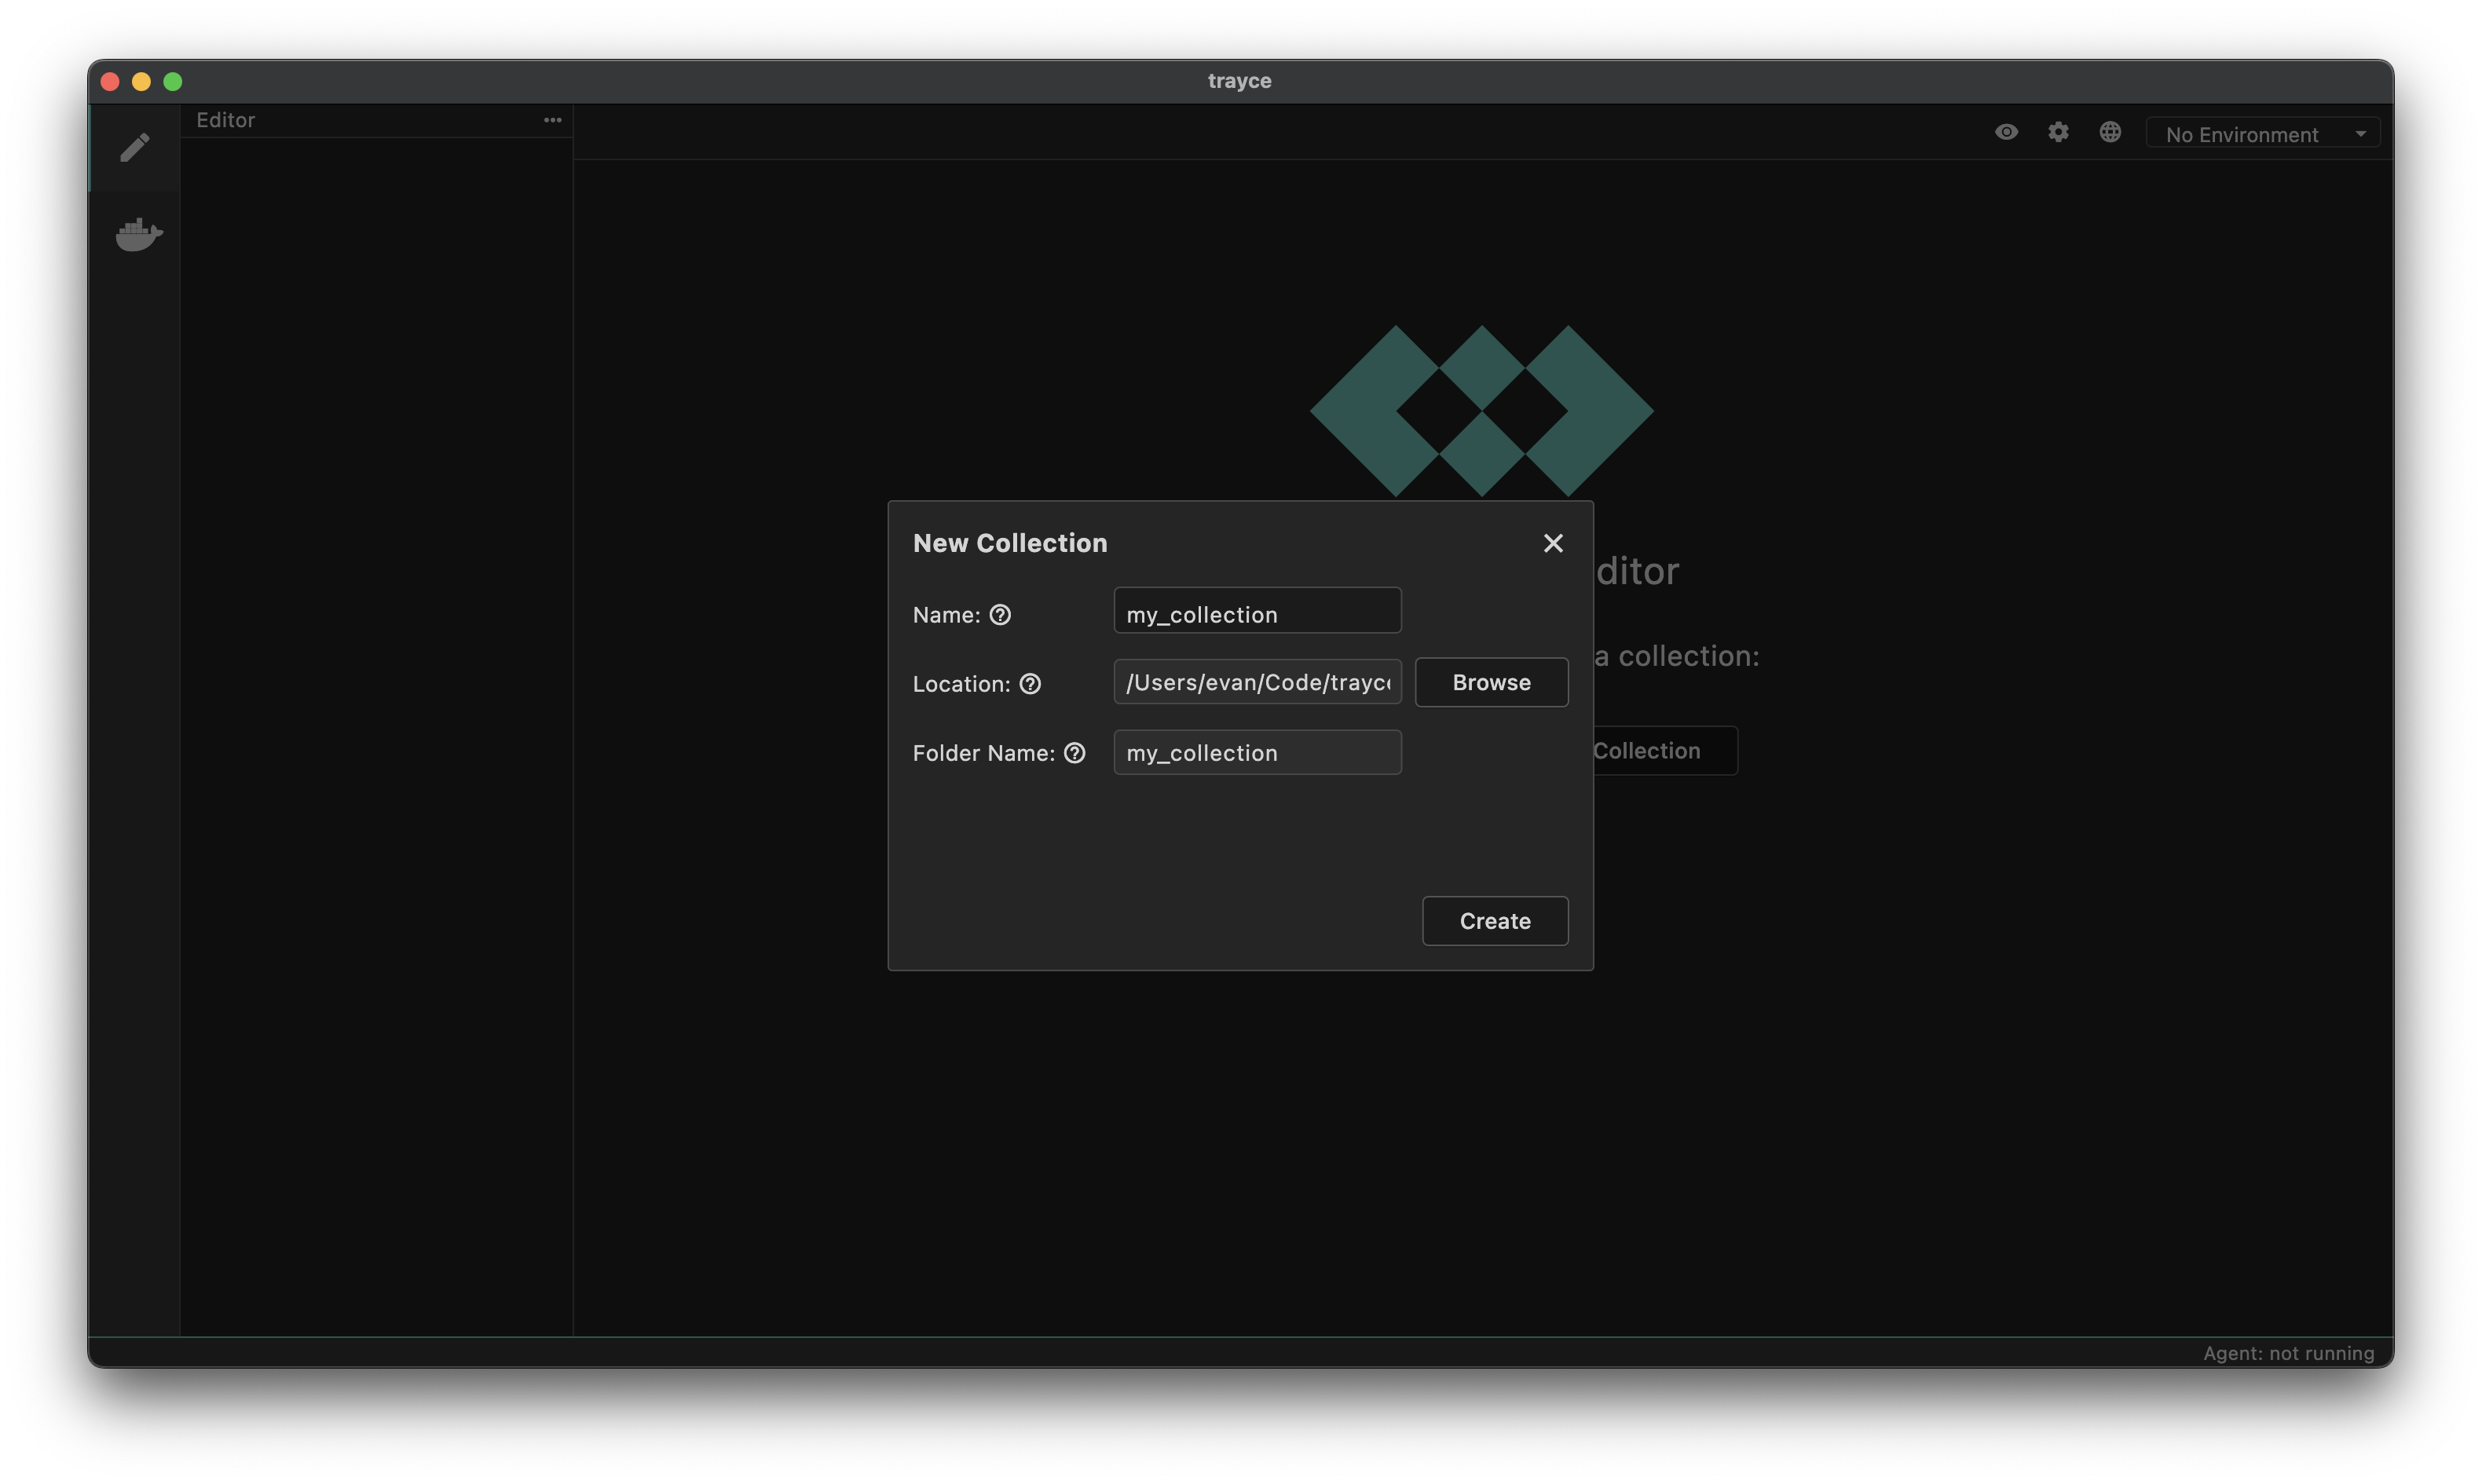 trayce
Editor
No Environment
ditor
a collection:
Collection
New Collection
Name:
my_collection
Location:
/Users/evan/Code/trayc
Browse
Folder Name:
my_collection
Create
Agent: not running